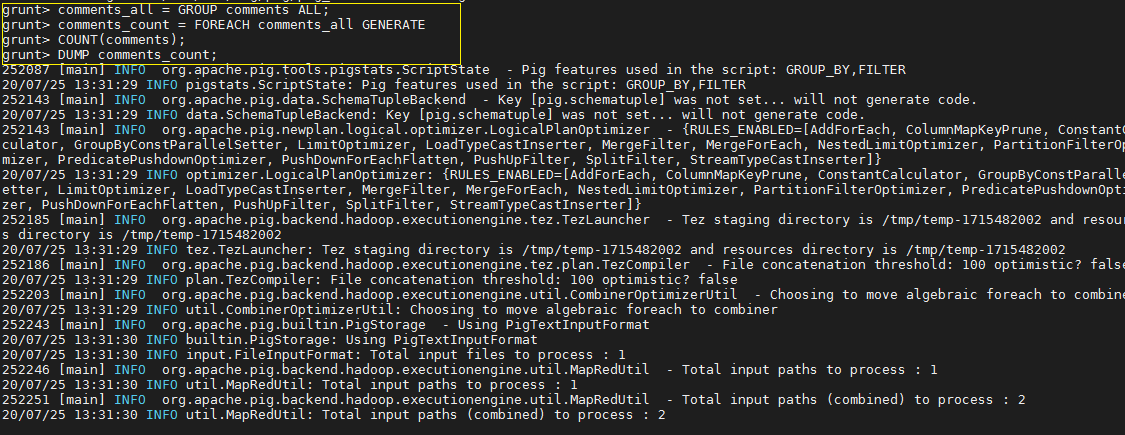 grunt> comments_all = GROUP comments ALL;
grunt> comments_count = FOREACH comments_all GENERATE
grunt> COUNT(comments);
grunt> DUMP comments_count;
252087 [main] INFO  org.apache.pig.tools.pigstats.ScriptState  - Pig features used in the script: GROUP_BY,FILTER
20/07/25 13:31:29 INFO pigstats.ScriptState: Pig features used in the script: GROUP_BY,FILTER
252143 [main] INFO  org.apache.pig.data.SchemaTupleBackend  - Key [pig.schematuple] was not set... will not generate code.
20/07/25 13:31:29 INFO data.SchemaTupleBackend: Key [pig.schematuple] was not set... will not generate code.
252143 [main] INFO  org.apache.pig.newplan.logical.optimizer.LogicalPlanOptimizer  - {RULES_ENABLED=[AddForEach, ColumnMapKeyPrune, ConstantC
culator, GroupByConstParallelSetter, LimitOptimizer, LoadTypeCastInserter, MergeFilter, MergeForEach, NestedLimitOptimizer, PartitionFilterOp
mizer, PredicatePushdownOptimizer, PushDownForEachFlatten, PushUpFilter, SplitFilter, StreamTypeCastInserter]}
20/07/25 13:31:29 INFO optimizer.LogicalPlanOptimizer: {RULES_ENABLED=[AddForEach, ColumnMapKeyPrune, ConstantCalculator, GroupByConstParalle
etter, LimitOptimizer, LoadTypeCastInserter, MergeFilter, MergeForEach, NestedLimitOptimizer, PartitionFilterOptimizer, PredicatePushdownOpti
zer, PushDownForEachFlatten, PushUpFilter, SplitFilter, StreamTypeCastInserter]}
252185 [main] INFO  org.apache.pig.backend.hadoop.executionengine.tez.TezLauncher  - Tez staging directory is /tmp/temp-1715482002 and resour
s directory is /tmp/temp-1715482002
20/07/25 13:31:29 INFO tez.TezLauncher: Tez staging directory is /tmp/temp-1715482002 and resources directory is /tmp/temp-1715482002
252186 [main] INFO  org.apache.pig.backend.hadoop.executionengine.tez.plan.TezCompiler  - File concatenation threshold: 100 optimistic? false
20/07/25 13:31:29 INFO plan.TezCompiler: File concatenation threshold: 100 optimistic? false
252203 [main] INFO  org.apache.pig.backend.hadoop.executionengine.util.CombinerOptimizerUtil  - Choosing to move algebraic foreach to combine
20/07/25 13:31:29 INFO util.CombinerOptimizerUtil: Choosing to move algebraic foreach to combiner
252243 [main] INFO  org.apache.pig.builtin.PigStorage  - Using PigTextInputFormat
20/07/25 13:31:30 INFO builtin.PigStorage: Using PigTextInputFormat
20/07/25 13:31:30 INFO input.FileInputFormat: Total input files to process : 1
252246 [main] INFO  org.apache.pig.backend.hadoop.executionengine.util.MapRedUtil  - Total input paths to process : 1
20/07/25 13:31:30 INFO util.MapRedUtil: Total input paths to process : 1
252251 [main] INFO  org.apache.pig.backend.hadoop.executionengine.util.MapRedUtil  - Total input paths (combined) to process : 2
20/07/25 13:31:30 INFO util.MapRedUtil: Total input paths (combined) to process : 2